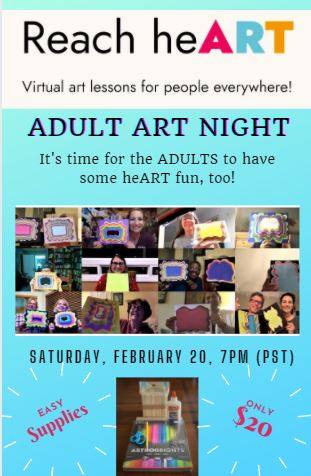 Reach heART
Virtual art lessons for people everywhere!
ADULT ART NIGHT
It's time for the ADULTS to have
some heART fun, too!
SATURDAY, FEBRUARY 20, 7PM (PST)
EASY
Supplies
ONLY
$20
ASTROBRIGHTS